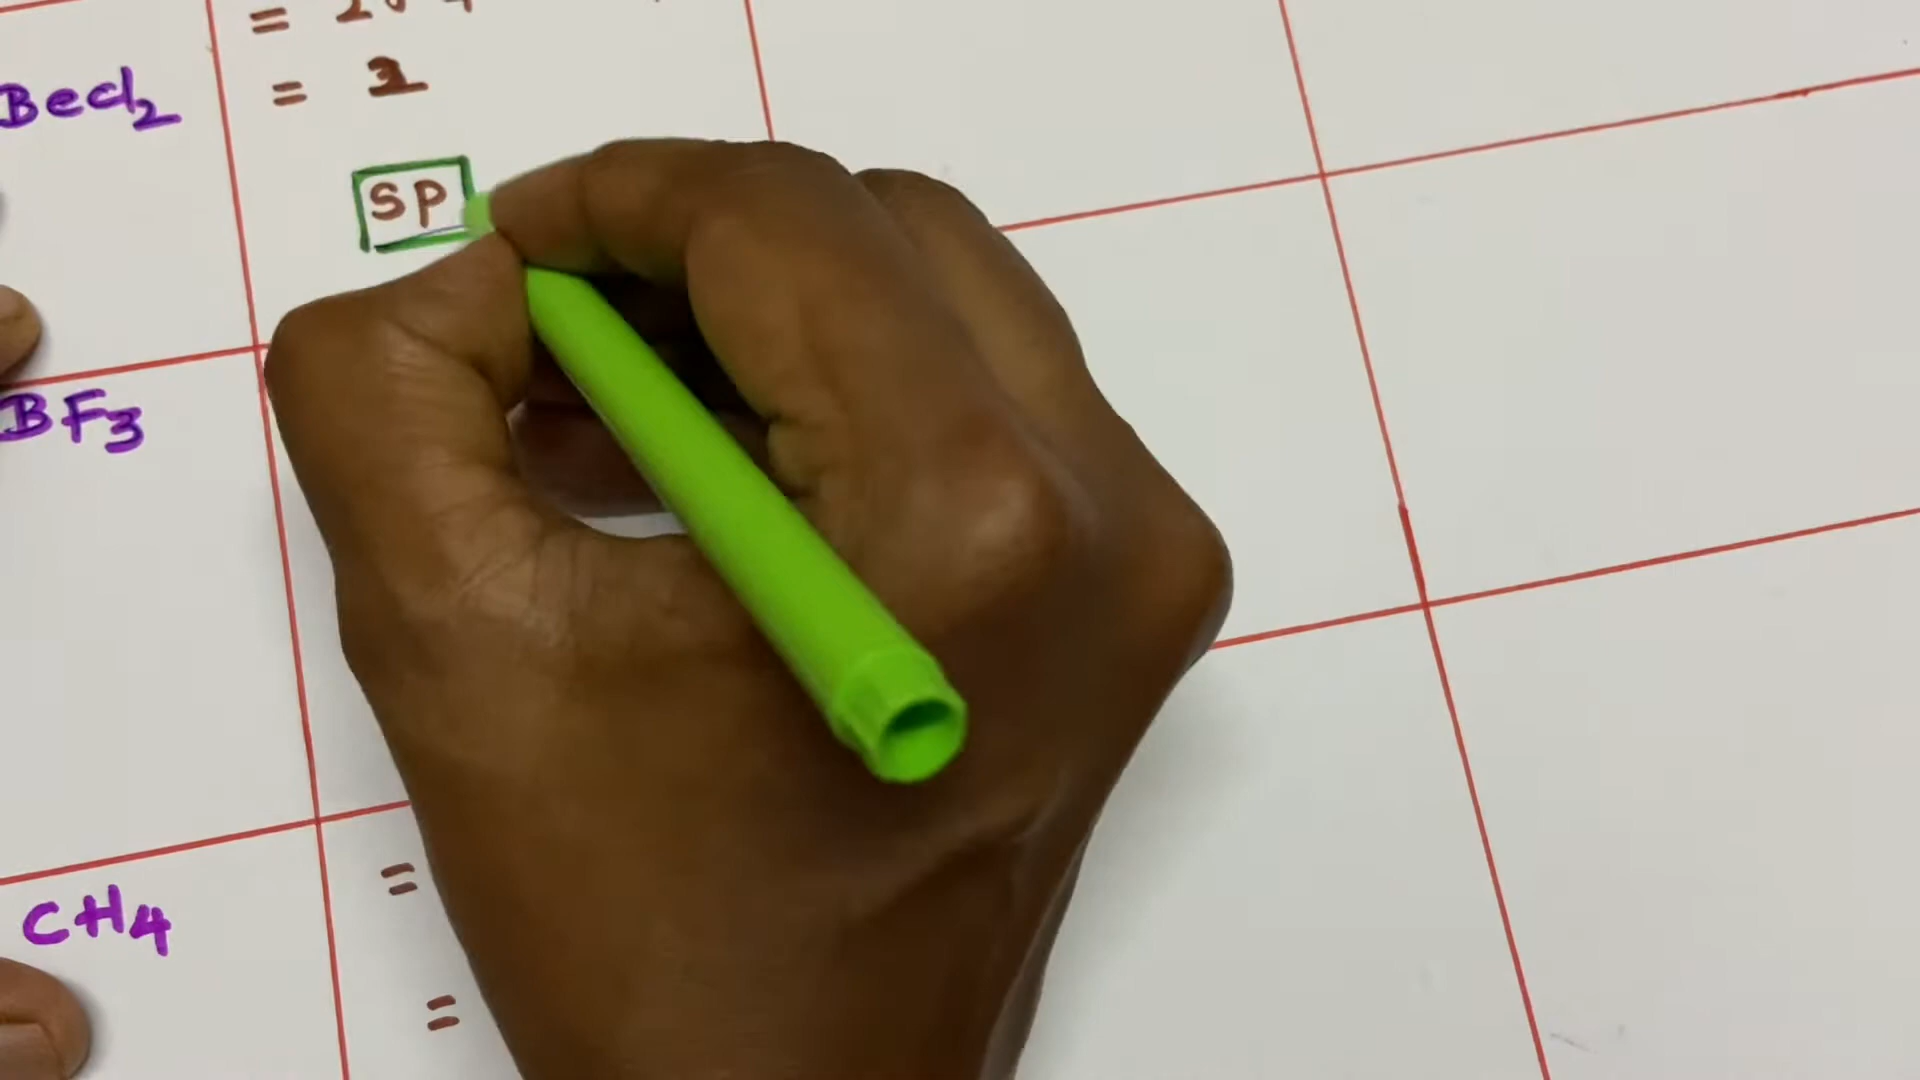 BeCl2
= 2
SP
BF3
=
CH4
=